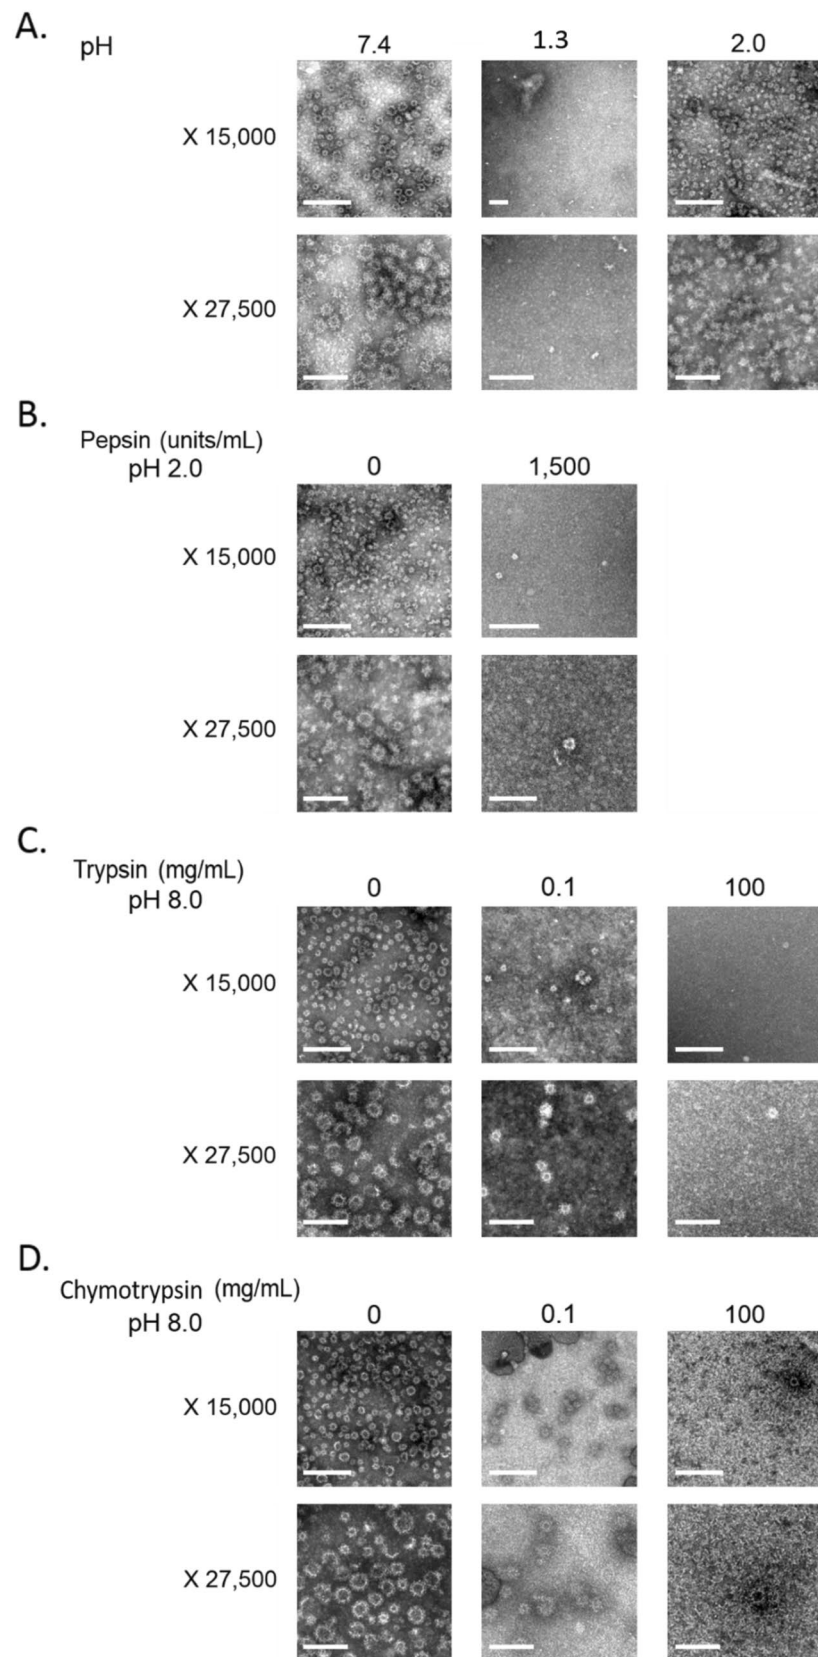 A.
pH 7.4 1.3 2.0
X 15,000
X 27,500
B.
Pepsin (units/mL)
pH 2.0 0 1,500
X 15,000
X 27,500
C.
Trypsin (mg/mL)
pH 8.0 0 0.1 100
X 15,000
X 27,500
D.
Chymotrypsin (mg/mL)
pH 8.0 0 0.1 100
X 15,000
X 27,500